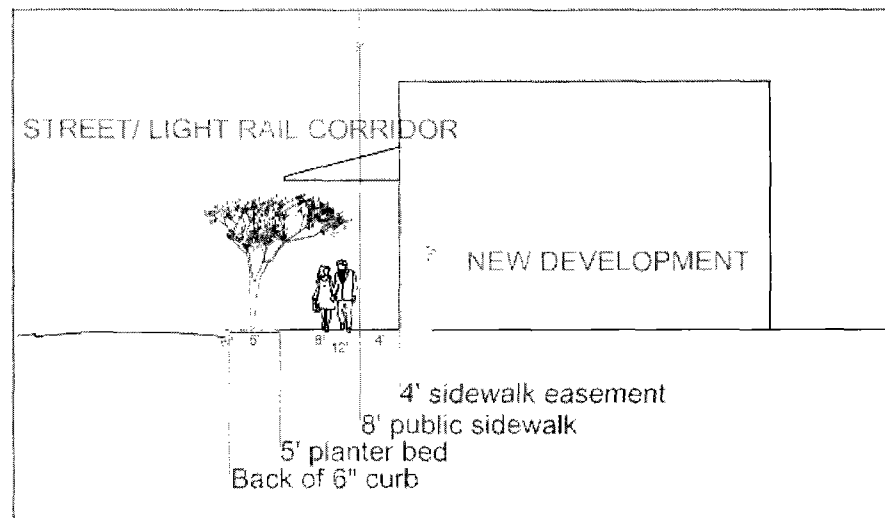 STREET/ LIGHT RAIL CORRIDOR
NEW DEVELOPMENT
8'
12'
4'
4' sidewalk easement
8' public sidewalk
5' planter bed
Back of 6" curb